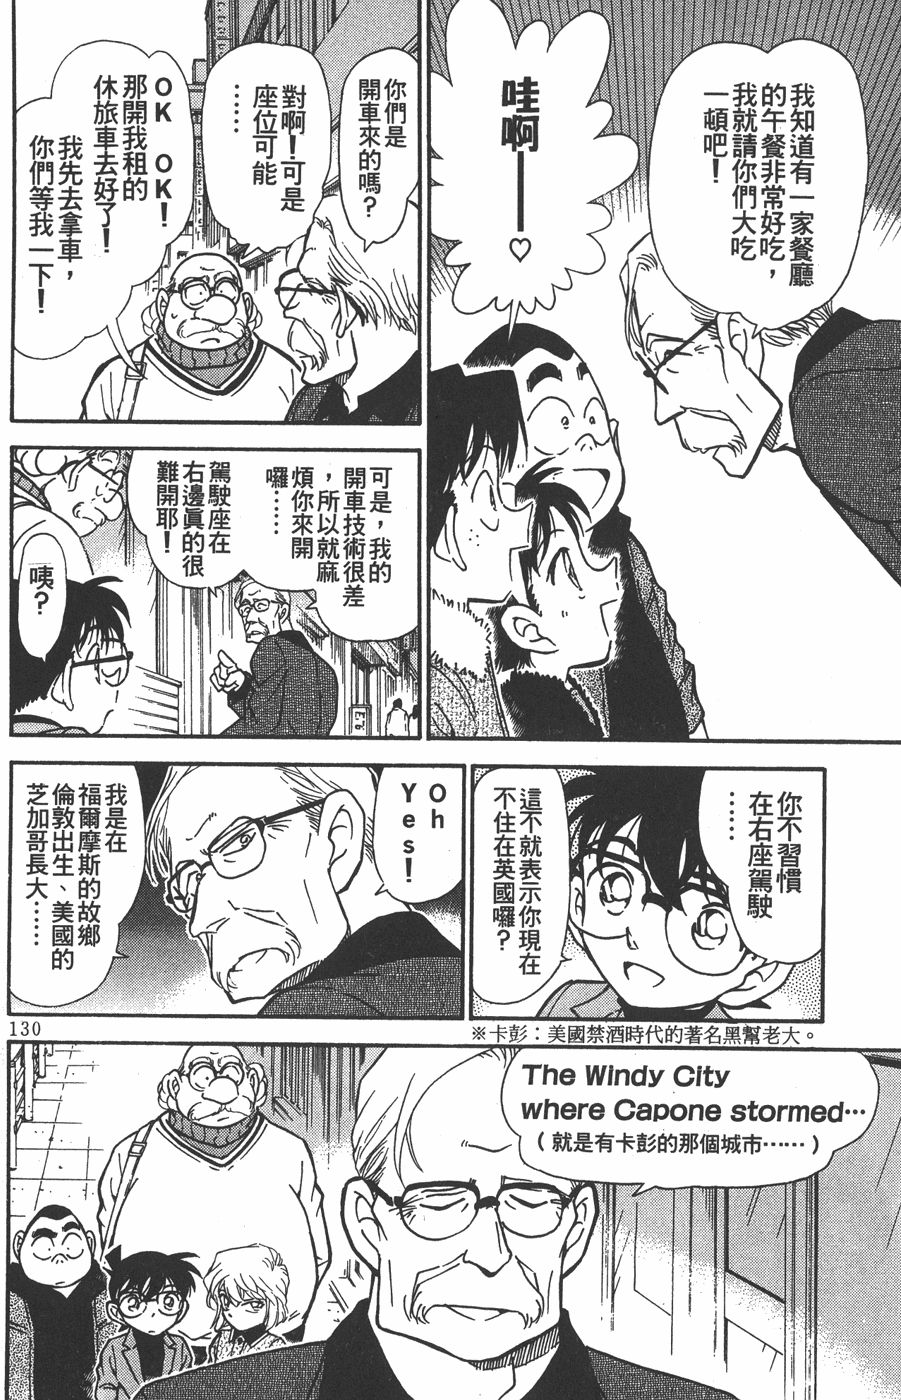 我知道有一家餐廳
的午餐非常好吃，
我就請你們大吃
一頓吧！
哇啊——♡
你們是
開車來的嗎？
對啊！可是
座位可能
……
OK OK！
那開我租的
休旅車去好了！
我先去拿車，
你們等我一下！
可是，我的
開車技術很差
，所以就麻
煩你來開
囉……
駕駛座在
右邊真的很
難開耶！
咦？
你不習慣
在右座駕駛
……
這不就表示你現在
不住在英國囉？
Oh
Yes！
我是在
福爾摩斯的故鄉
倫敦出生、美國的
芝加哥長大……
130
※卡彭：美國禁酒時代的著名黑幫老大。
The Windy City
where Capone stormed…
（就是有卡彭的那個城市……）